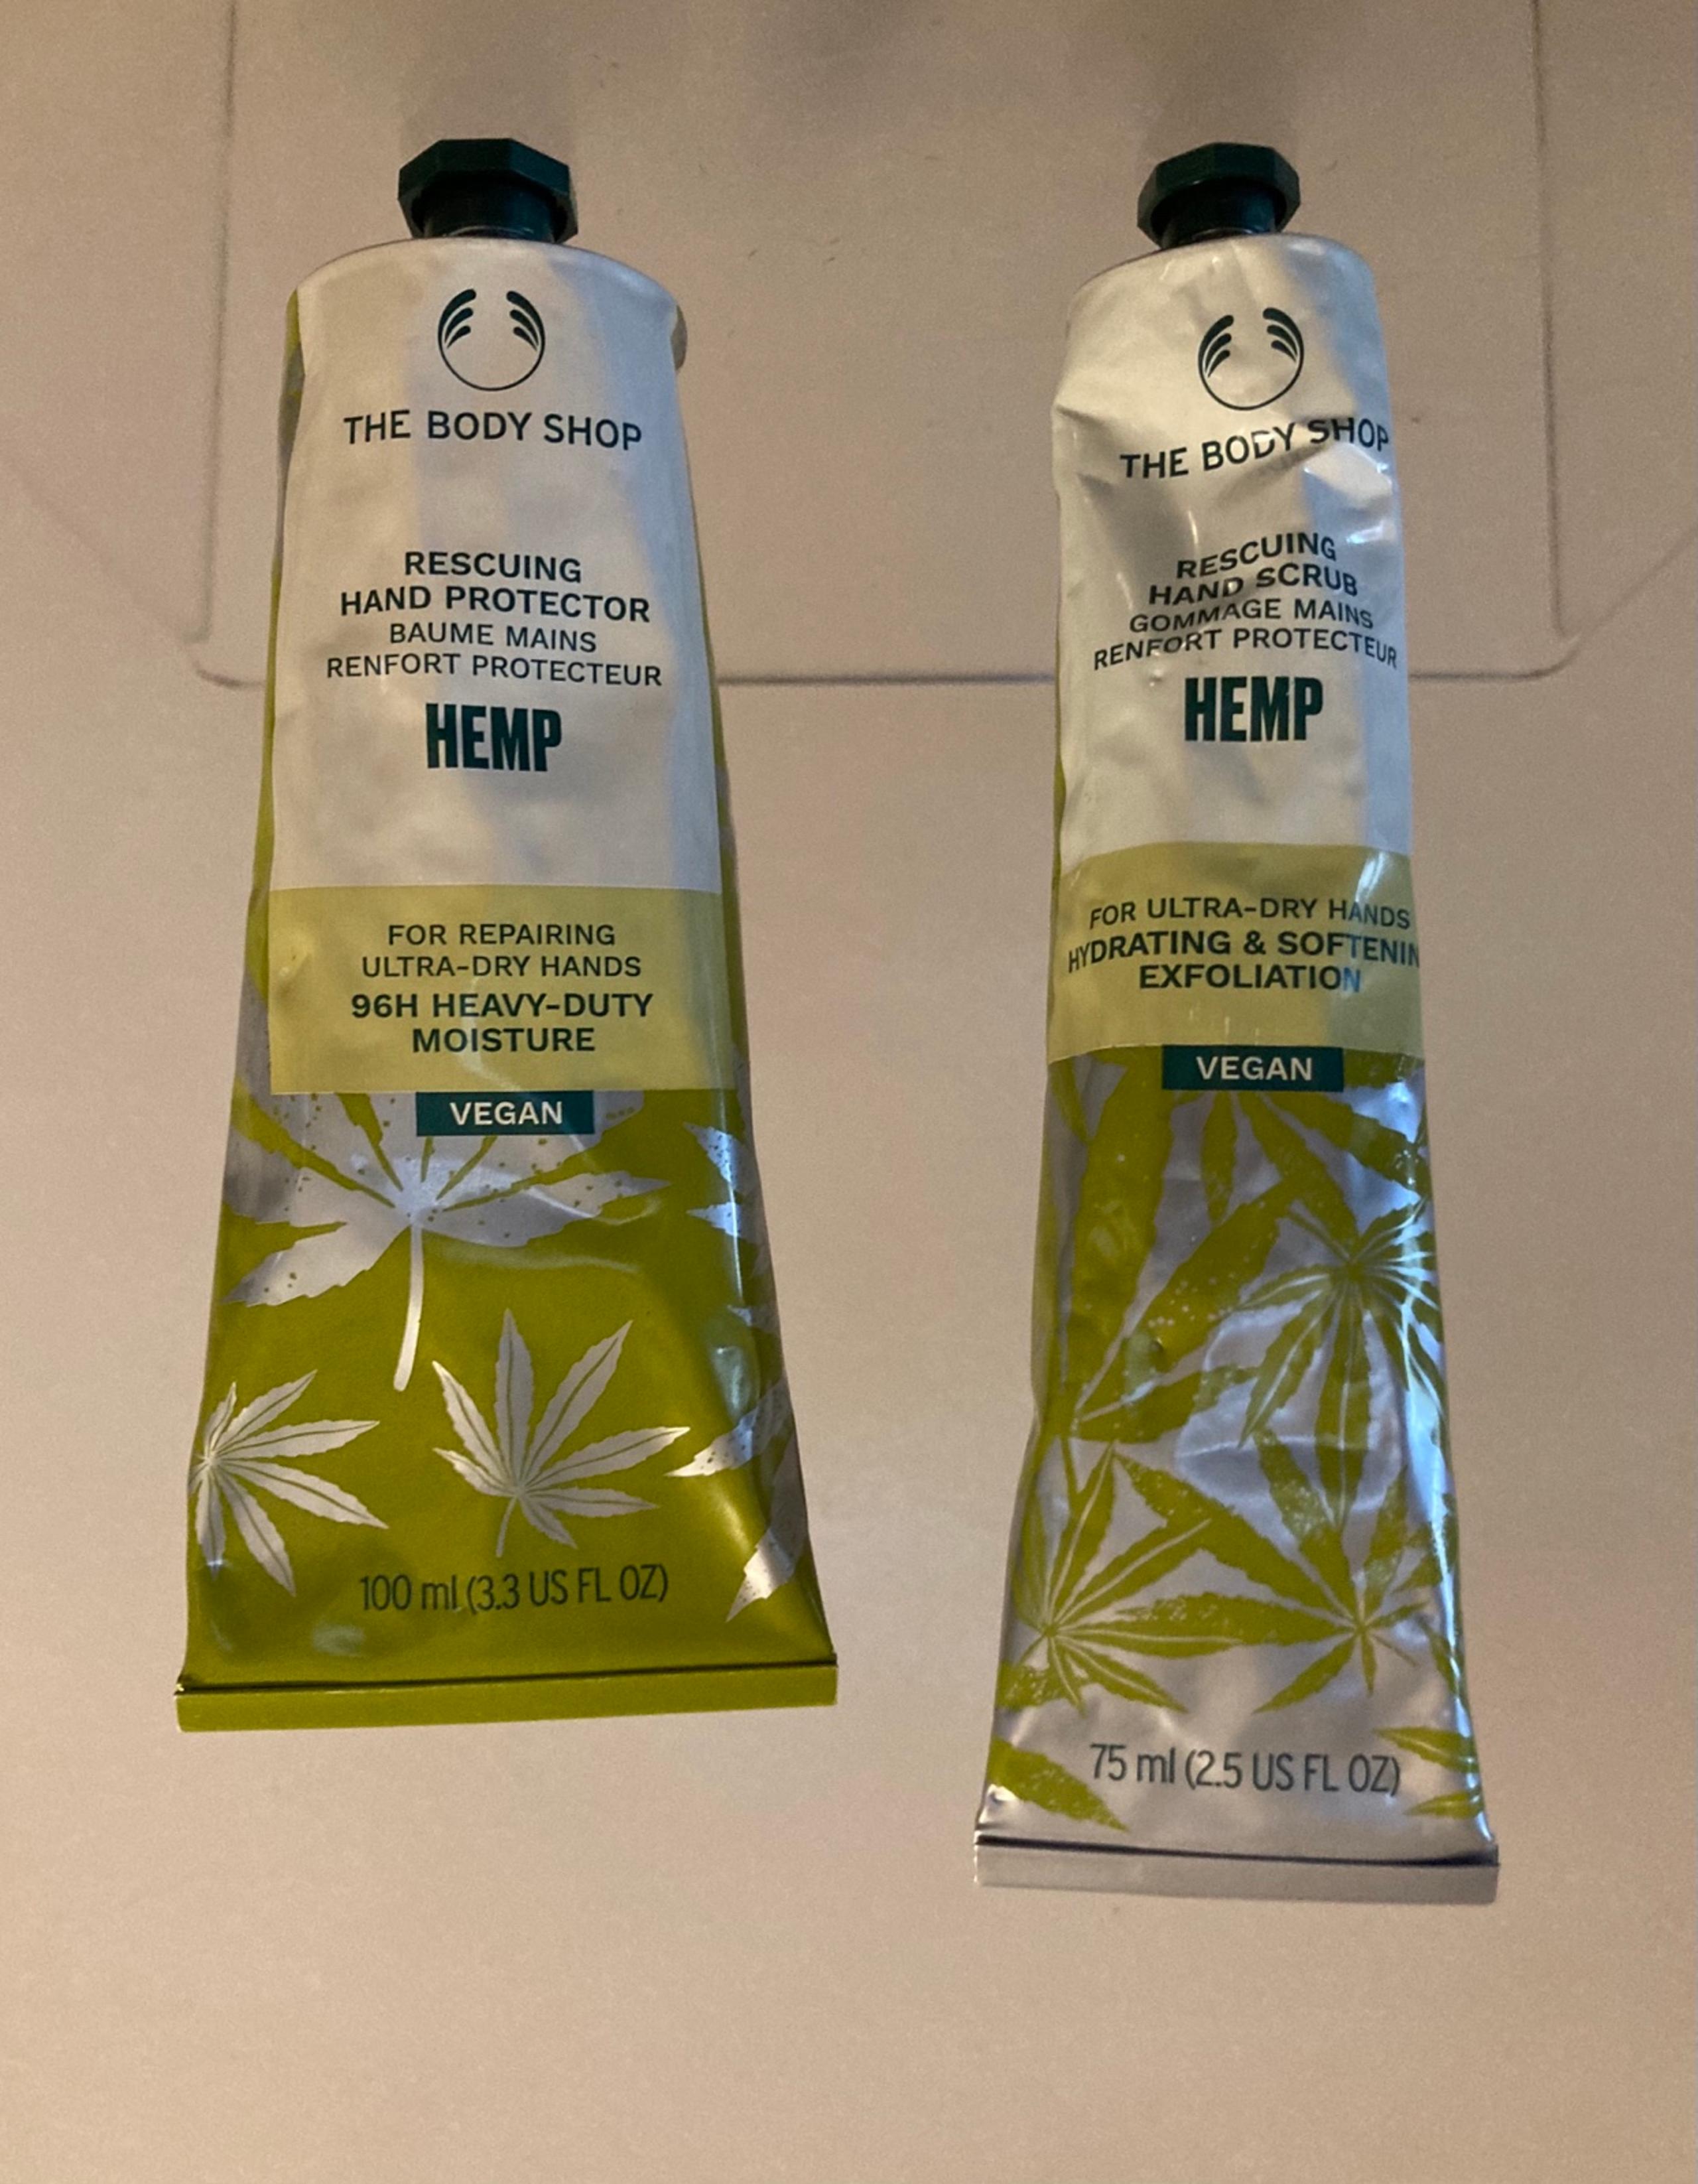 THE BODY SHOP
RESCUING
HAND PROTECTOR
BAUME MAINS
RENFORT PROTECTEUR
HEMP
FOR REPAIRING
ULTRA-DRY HANDS
96H HEAVY-DUTY
MOISTURE
VEGAN
100 ml (3.3 US FL OZ)
THE BODY SHOP
RESCUING
HAND SCRUB
GOMMAGE MAINS
RENFORT PROTECTEUR
HEMP
FOR ULTRA-DRY HANDS
HYDRATING & SOFTENIN
EXFOLIATION
VEGAN
75 ml (2.5 US FL OZ)